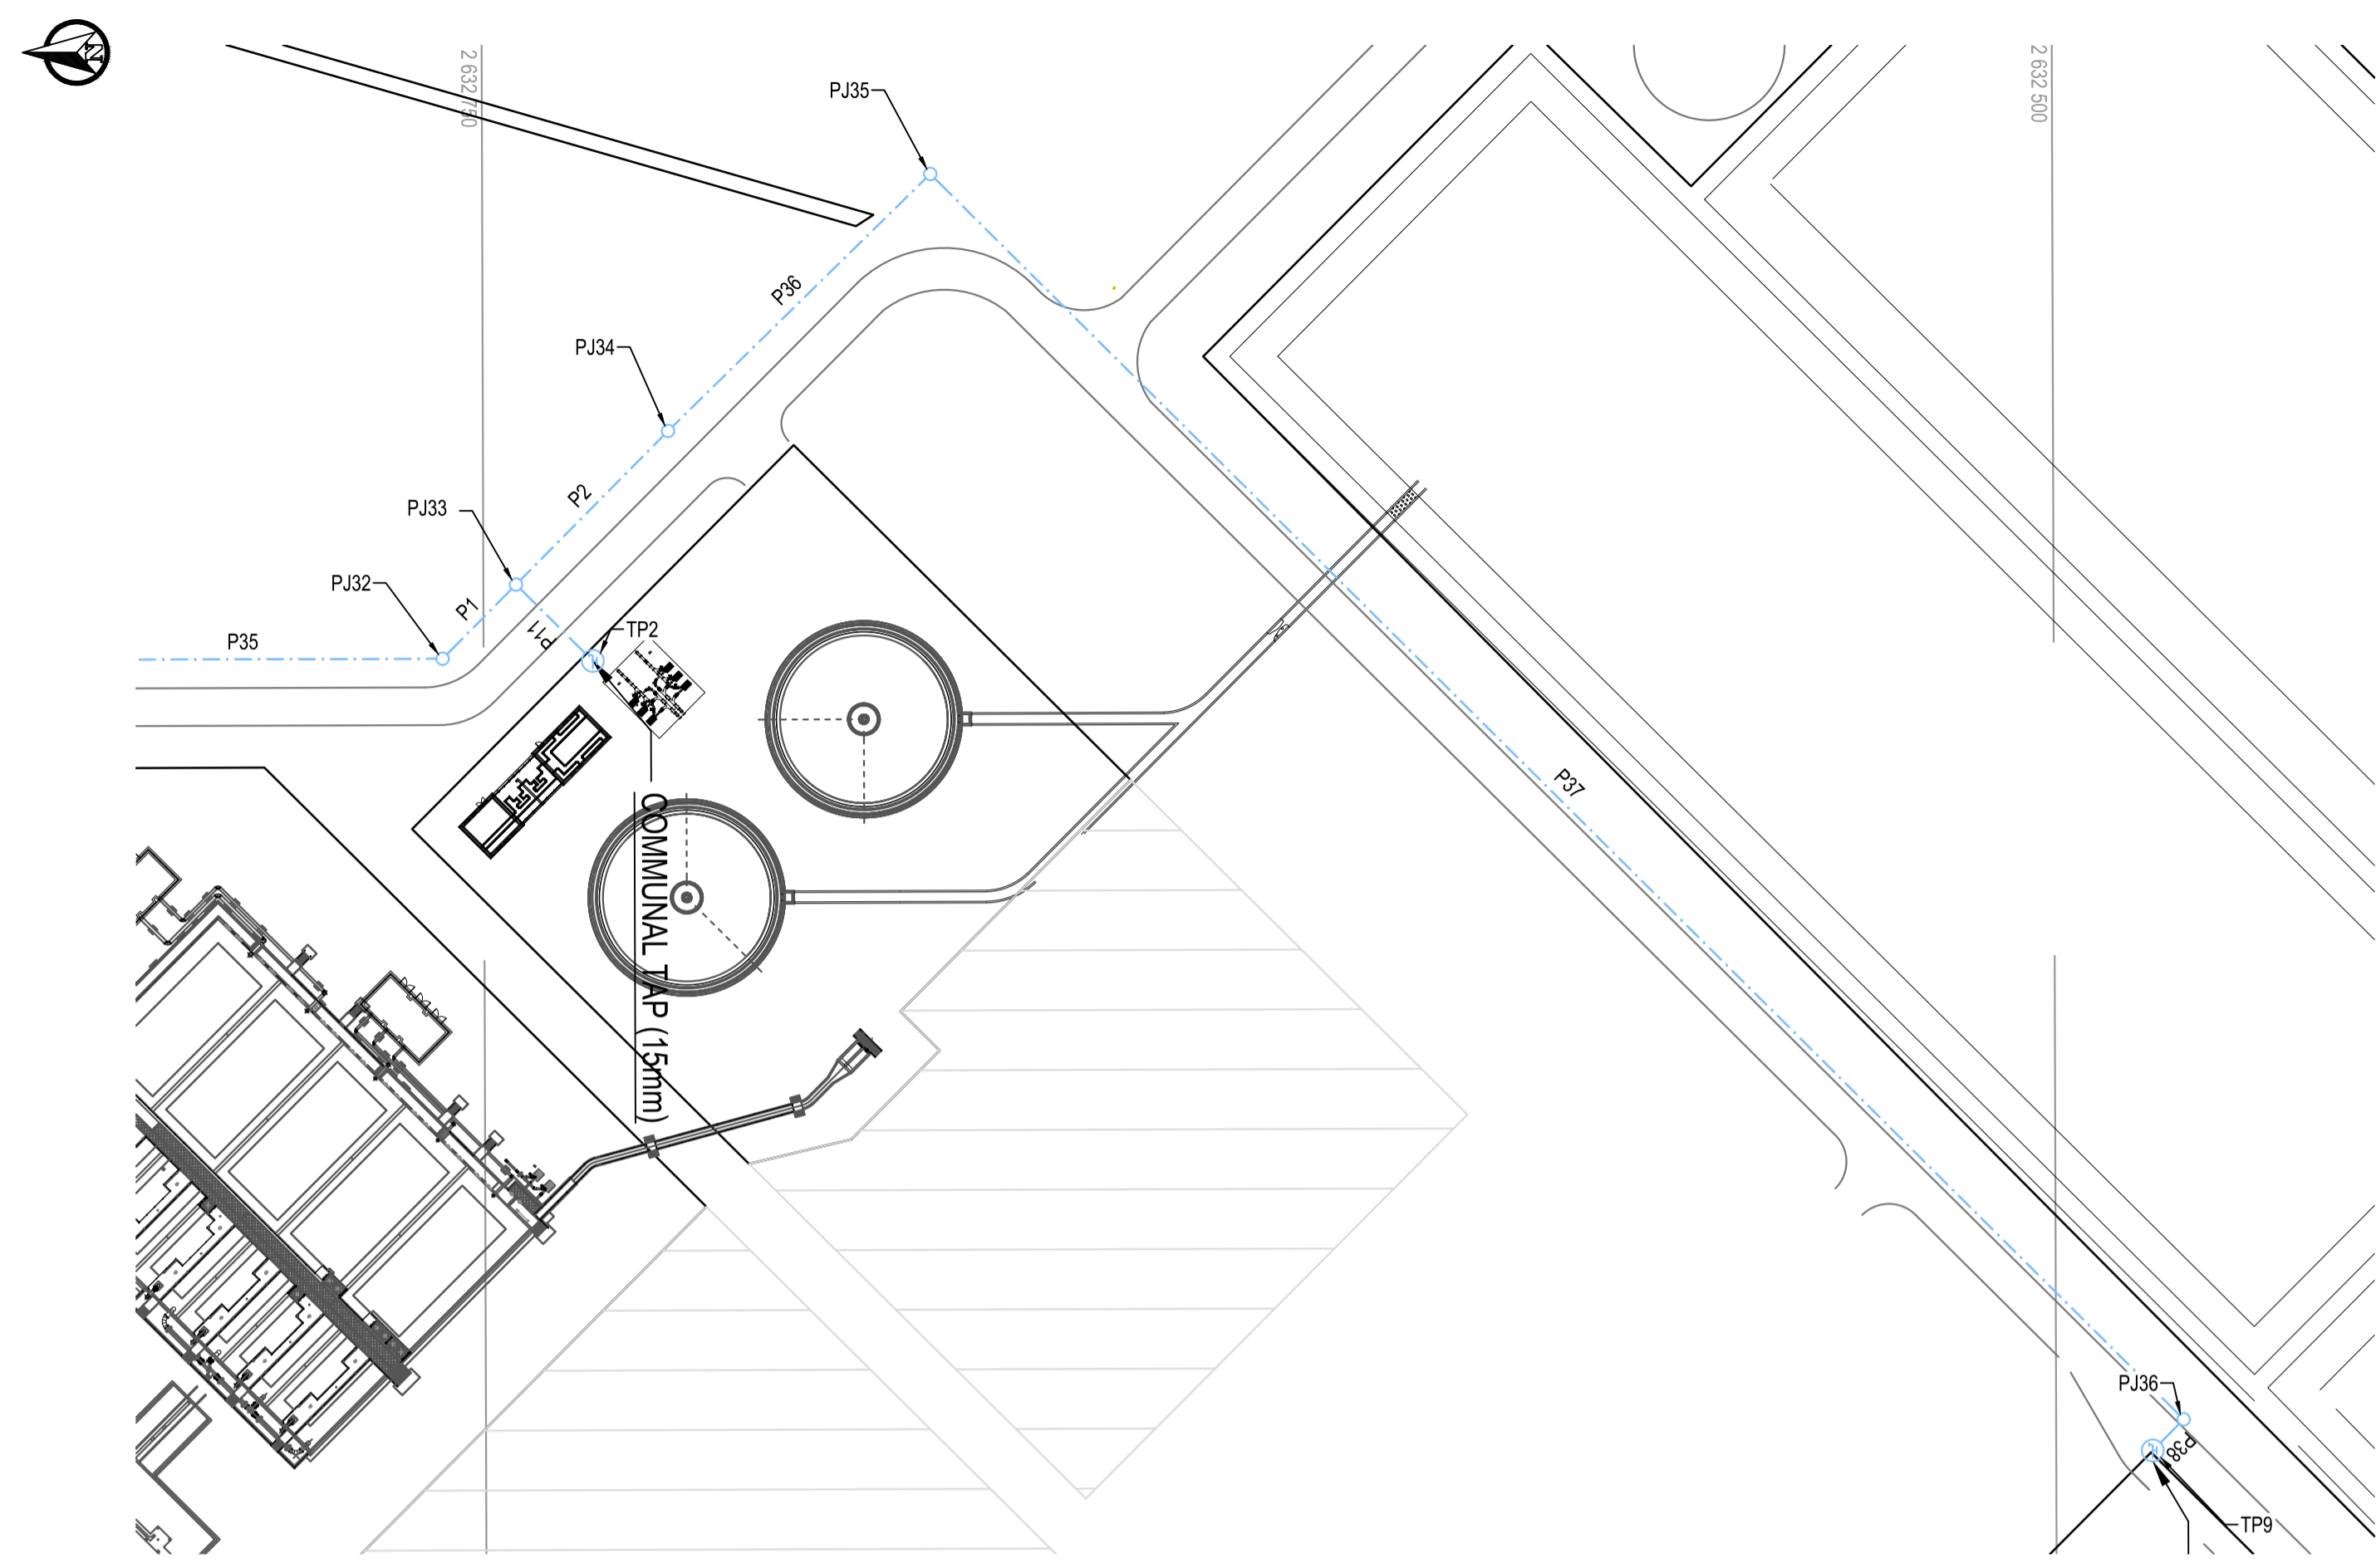 N
2 632 750
2 632 500
PJ35
P36
PJ34
P2
PJ33
PJ32
P1
P11
TP2
P35
P37
COMMUNAL TAP (15mm)
PJ36
P38
TP9